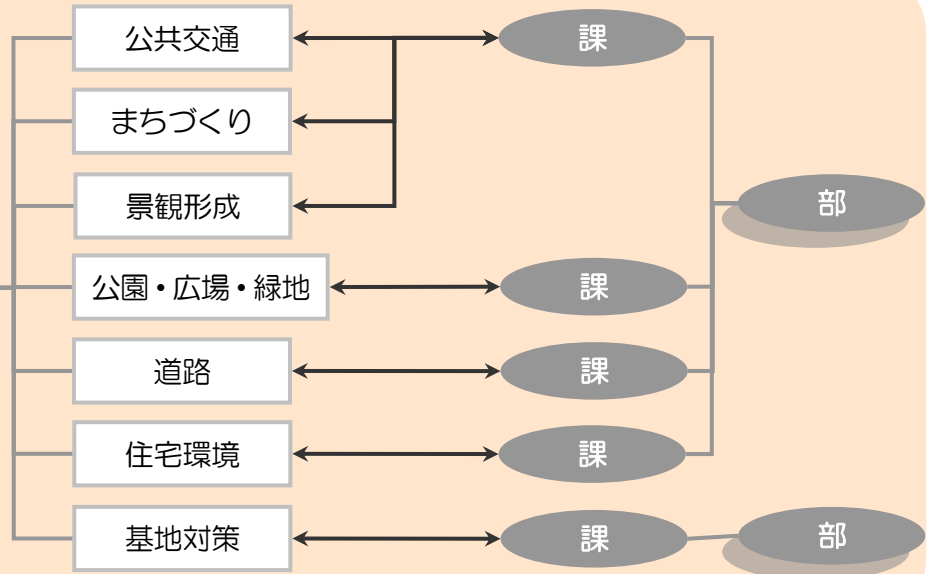 公共交通
課
まちづくり
景観形成
部
公園・広場・緑地
課
道路
課
住宅環境
課
基地対策
課
部